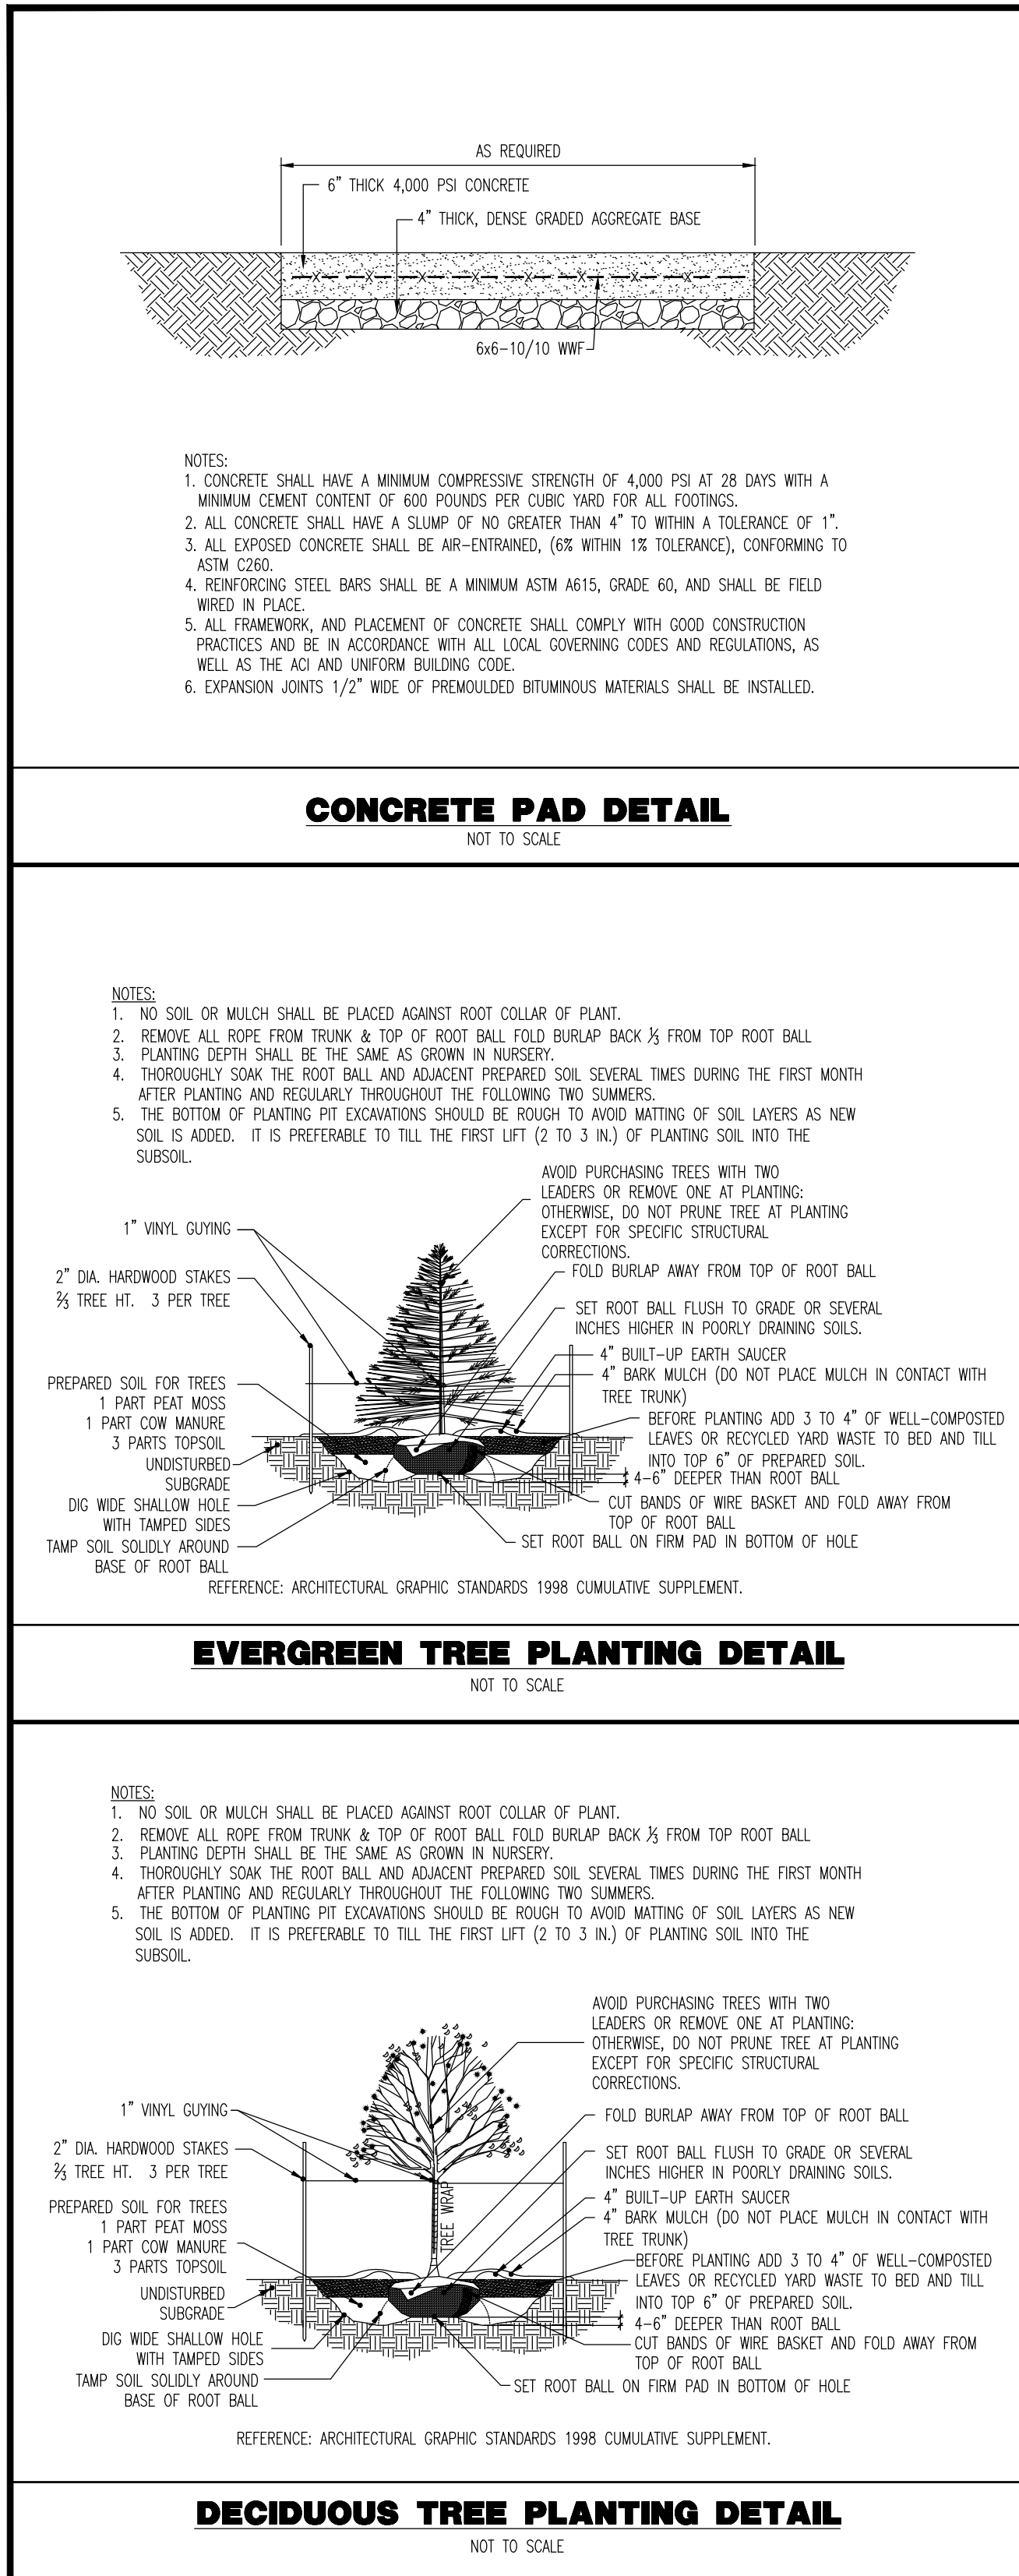 AS REQUIRED
6” THICK 4,000 PSI CONCRETE
4” THICK, DENSE GRADED AGGREGATE BASE
6x6-10/10 WWF
NOTES:
1. CONCRETE SHALL HAVE A MINIMUM COMPRESSIVE STRENGTH OF 4,000 PSI AT 28 DAYS WITH A
MINIMUM CEMENT CONTENT OF 600 POUNDS PER CUBIC YARD FOR ALL FOOTINGS.
2. ALL CONCRETE SHALL HAVE A SLUMP OF NO GREATER THAN 4” TO WITHIN A TOLERANCE OF 1”.
3. ALL EXPOSED CONCRETE SHALL BE AIR-ENTRAINED, (6% WITHIN 1% TOLERANCE), CONFORMING TO
ASTM C260.
4. REINFORCING STEEL BARS SHALL BE A MINIMUM ASTM A615, GRADE 60, AND SHALL BE FIELD
WIRED IN PLACE.
5. ALL FRAMEWORK, AND PLACEMENT OF CONCRETE SHALL COMPLY WITH GOOD CONSTRUCTION
PRACTICES AND BE IN ACCORDANCE WITH ALL LOCAL GOVERNING CODES AND REGULATIONS, AS
WELL AS THE ACI AND UNIFORM BUILDING CODE.
6. EXPANSION JOINTS 1/2” WIDE OF PREMOULDED BITUMINOUS MATERIALS SHALL BE INSTALLED.
CONCRETE PAD DETAIL
NOT TO SCALE
NOTES:
1. NO SOIL OR MULCH SHALL BE PLACED AGAINST ROOT COLLAR OF PLANT.
2. REMOVE ALL ROPE FROM TRUNK & TOP OF ROOT BALL FOLD BURLAP BACK ⅓ FROM TOP ROOT BALL
3. PLANTING DEPTH SHALL BE THE SAME AS GROWN IN NURSERY.
4. THOROUGHLY SOAK THE ROOT BALL AND ADJACENT PREPARED SOIL SEVERAL TIMES DURING THE FIRST MONTH
AFTER PLANTING AND REGULARLY THROUGHOUT THE FOLLOWING TWO SUMMERS.
5. THE BOTTOM OF PLANTING PIT EXCAVATIONS SHOULD BE ROUGH TO AVOID MATTING OF SOIL LAYERS AS NEW
SOIL IS ADDED. IT IS PREFERABLE TO TILL THE FIRST LIFT (2 TO 3 IN.) OF PLANTING SOIL INTO THE
SUBSOIL.
AVOID PURCHASING TREES WITH TWO
LEADERS OR REMOVE ONE AT PLANTING:
OTHERWISE, DO NOT PRUNE TREE AT PLANTING
EXCEPT FOR SPECIFIC STRUCTURAL
CORRECTIONS.
1” VINYL GUYING
2” DIA. HARDWOOD STAKES
⅔ TREE HT. 3 PER TREE
FOLD BURLAP AWAY FROM TOP OF ROOT BALL
SET ROOT BALL FLUSH TO GRADE OR SEVERAL
INCHES HIGHER IN POORLY DRAINING SOILS.
4” BUILT-UP EARTH SAUCER
4” BARK MULCH (DO NOT PLACE MULCH IN CONTACT WITH
TREE TRUNK)
PREPARED SOIL FOR TREES
1 PART PEAT MOSS
1 PART COW MANURE
3 PARTS TOPSOIL
BEFORE PLANTING ADD 3 TO 4” OF WELL-COMPOSTED
LEAVES OR RECYCLED YARD WASTE TO BED AND TILL
INTO TOP 6” OF PREPARED SOIL.
UNDISTURBED
SUBGRADE
4-6” DEEPER THAN ROOT BALL
DIG WIDE SHALLOW HOLE
WITH TAMPED SIDES
CUT BANDS OF WIRE BASKET AND FOLD AWAY FROM
TOP OF ROOT BALL
TAMP SOIL SOLIDLY AROUND
BASE OF ROOT BALL
SET ROOT BALL ON FIRM PAD IN BOTTOM OF HOLE
REFERENCE: ARCHITECTURAL GRAPHIC STANDARDS 1998 CUMULATIVE SUPPLEMENT.
EVERGREEN TREE PLANTING DETAIL
NOT TO SCALE
NOTES:
1. NO SOIL OR MULCH SHALL BE PLACED AGAINST ROOT COLLAR OF PLANT.
2. REMOVE ALL ROPE FROM TRUNK & TOP OF ROOT BALL FOLD BURLAP BACK ⅓ FROM TOP ROOT BALL
3. PLANTING DEPTH SHALL BE THE SAME AS GROWN IN NURSERY.
4. THOROUGHLY SOAK THE ROOT BALL AND ADJACENT PREPARED SOIL SEVERAL TIMES DURING THE FIRST MONTH
AFTER PLANTING AND REGULARLY THROUGHOUT THE FOLLOWING TWO SUMMERS.
5. THE BOTTOM OF PLANTING PIT EXCAVATIONS SHOULD BE ROUGH TO AVOID MATTING OF SOIL LAYERS AS NEW
SOIL IS ADDED. IT IS PREFERABLE TO TILL THE FIRST LIFT (2 TO 3 IN.) OF PLANTING SOIL INTO THE
SUBSOIL.
AVOID PURCHASING TREES WITH TWO
LEADERS OR REMOVE ONE AT PLANTING:
OTHERWISE, DO NOT PRUNE TREE AT PLANTING
EXCEPT FOR SPECIFIC STRUCTURAL
CORRECTIONS.
1” VINYL GUYING
2” DIA. HARDWOOD STAKES
⅔ TREE HT. 3 PER TREE
FOLD BURLAP AWAY FROM TOP OF ROOT BALL
SET ROOT BALL FLUSH TO GRADE OR SEVERAL
INCHES HIGHER IN POORLY DRAINING SOILS.
TREE WRAP
4” BUILT-UP EARTH SAUCER
4” BARK MULCH (DO NOT PLACE MULCH IN CONTACT WITH
TREE TRUNK)
PREPARED SOIL FOR TREES
1 PART PEAT MOSS
1 PART COW MANURE
3 PARTS TOPSOIL
BEFORE PLANTING ADD 3 TO 4” OF WELL-COMPOSTED
LEAVES OR RECYCLED YARD WASTE TO BED AND TILL
INTO TOP 6” OF PREPARED SOIL.
UNDISTURBED
SUBGRADE
4-6” DEEPER THAN ROOT BALL
DIG WIDE SHALLOW HOLE
WITH TAMPED SIDES
CUT BANDS OF WIRE BASKET AND FOLD AWAY FROM
TOP OF ROOT BALL
TAMP SOIL SOLIDLY AROUND
BASE OF ROOT BALL
SET ROOT BALL ON FIRM PAD IN BOTTOM OF HOLE
REFERENCE: ARCHITECTURAL GRAPHIC STANDARDS 1998 CUMULATIVE SUPPLEMENT.
DECIDUOUS TREE PLANTING DETAIL
NOT TO SCALE